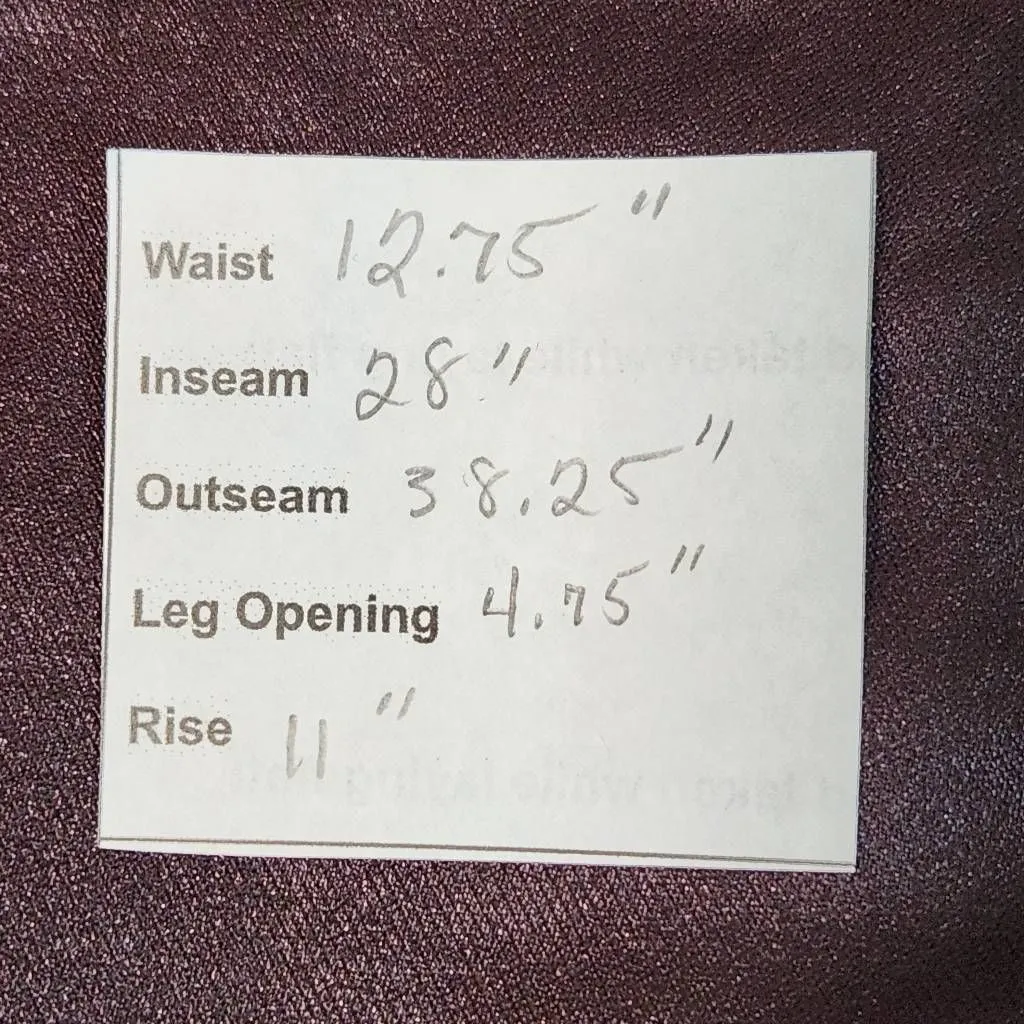 Waist 12.75"
Inseam 28"
Outseam 38.25"
Leg Opening 4.75"
Rise 11"